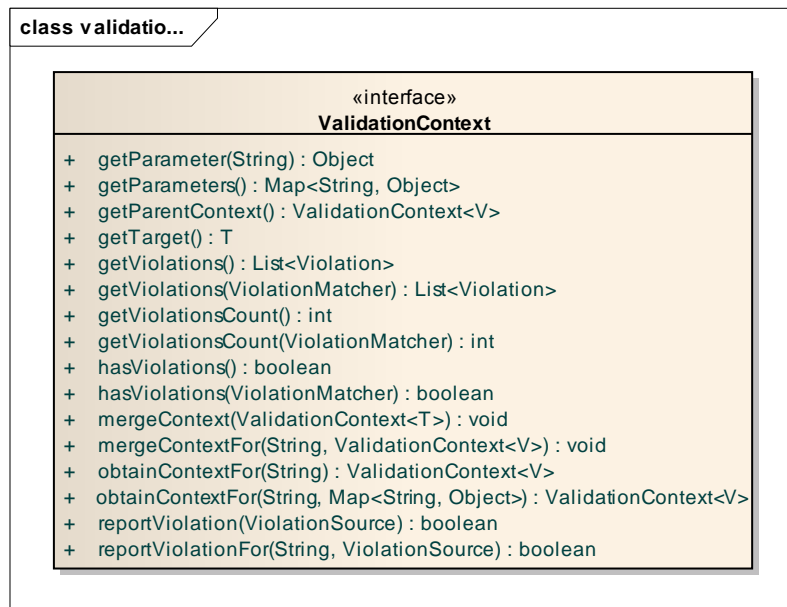 class validatio...
«interface»
ValidationContext
+ getParameter(String) : Object
+ getParameters() : Map<String, Object>
+ getParentContext() : ValidationContext<V>
+ getTarget() : T
+ getViolations() : List<Violation>
+ getViolations(ViolationMatcher) : List<Violation>
+ getViolationsCount() : int
+ getViolationsCount(ViolationMatcher) : int
+ hasViolations() : boolean
+ hasViolations(ViolationMatcher) : boolean
+ mergeContext(ValidationContext<T>) : void
+ mergeContextFor(String, ValidationContext<V>) : void
+ obtainContextFor(String) : ValidationContext<V>
+ obtainContextFor(String, Map<String, Object>) : ValidationContext<V>
+ reportViolation(ViolationSource) : boolean
+ reportViolationFor(String, ViolationSource) : boolean